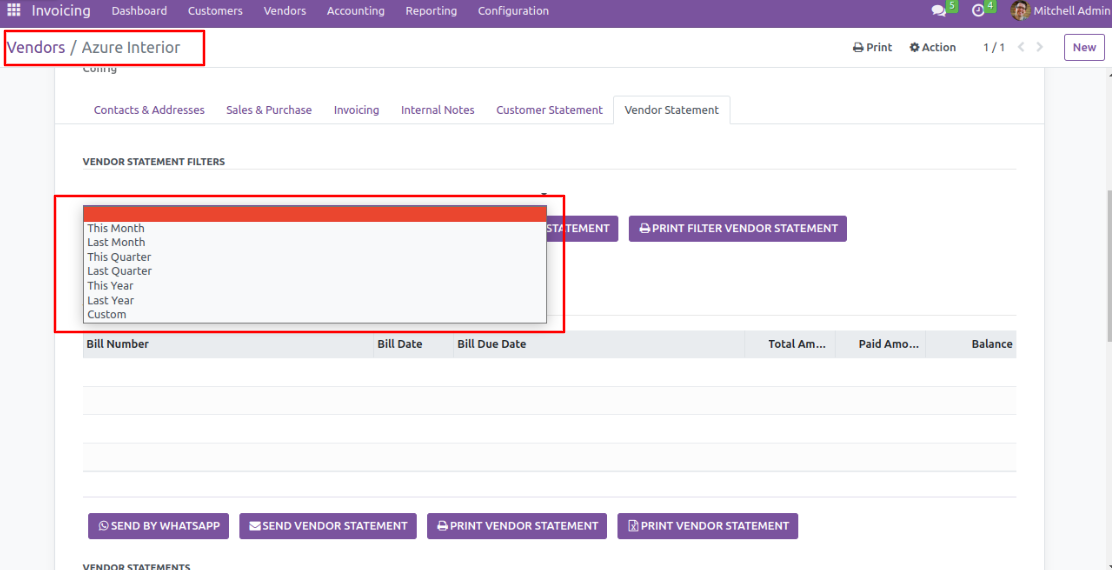 Invoicing Dashboard Customers Vendors Accounting Reporting Configuration 5 4 Mitchell Admin
Vendors / Azure Interior Print Action 1 / 1 New
Config
Contacts & Addresses Sales & Purchase Invoicing Internal Notes Customer Statement Vendor Statement
VENDOR STATEMENT FILTERS
This Month
STATEMENT PRINT FILTER VENDOR STATEMENT
Last Month
This Quarter
Last Quarter
This Year
Last Year
Custom
Bill Number Bill Date Bill Due Date Total Am... Paid Amo... Balance
SEND BY WHATSAPP SEND VENDOR STATEMENT PRINT VENDOR STATEMENT PRINT VENDOR STATEMENT
VENDOR STATEMENTS